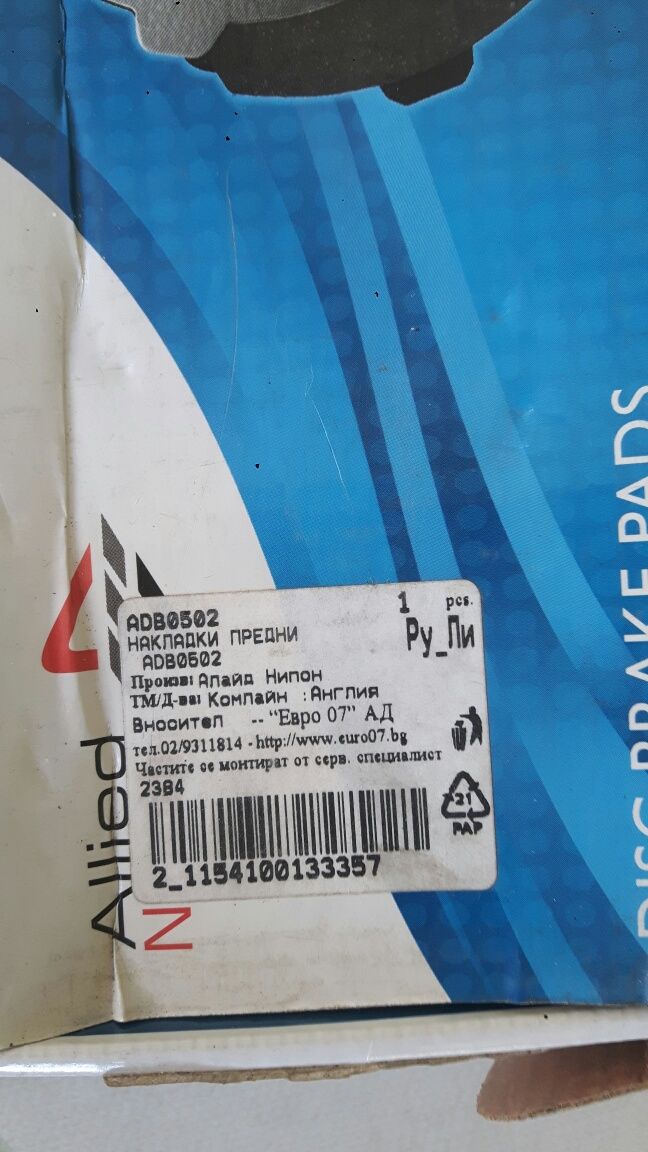 ADB0502
1 pcs.
НАКЛАДКИ ПРЕДНИ
Ру_Пи
ADB0502
Произв: Алайд Нипон
ТМ/Д-ва: Компайн : Англия
Вносител -- "Евро 07" АД
тел.02/9311814 - http://www.euro07.bg
Частите се монтират от серв. специалист
2384
21
PAP
2_1154100133357
Allied
N
DISC BRAKE PADS